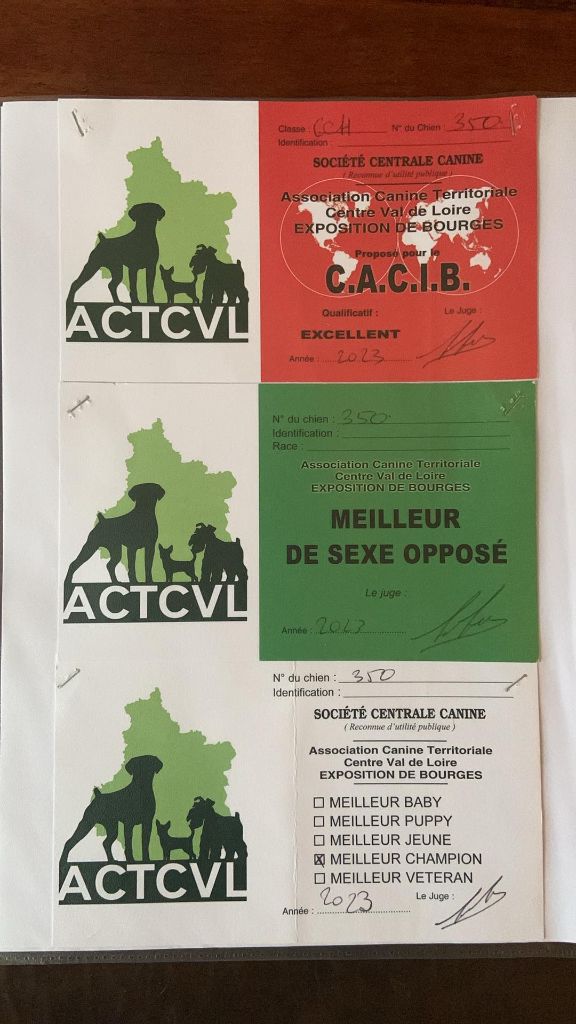 ACTCVL
Classe : CCH N° du Chien : 350
Identification :
SOCIÉTÉ CENTRALE CANINE
( Reconnue d'utilité publique )
Association Canine Territoriale
Centre Val de Loire
EXPOSITION DE BOURGES
Proposé pour le
C.A.C.I.B.
Qualificatif : Le Juge :
EXCELLENT
Année : 2023
ACTCVL
N° du chien : 350
Identification :
Race :
Association Canine Territoriale
Centre Val de Loire
EXPOSITION DE BOURGES
MEILLEUR
DE SEXE OPPOSÉ
Le juge :
Année : 2023
ACTCVL
N° du chien : 350
Identification :
SOCIÉTÉ CENTRALE CANINE
( Reconnue d'utilité publique )
Association Canine Territoriale
Centre Val de Loire
EXPOSITION DE BOURGES
☐ MEILLEUR BABY
☐ MEILLEUR PUPPY
☐ MEILLEUR JEUNE
☒ MEILLEUR CHAMPION
☐ MEILLEUR VETERAN
Année : 2023 Le Juge :